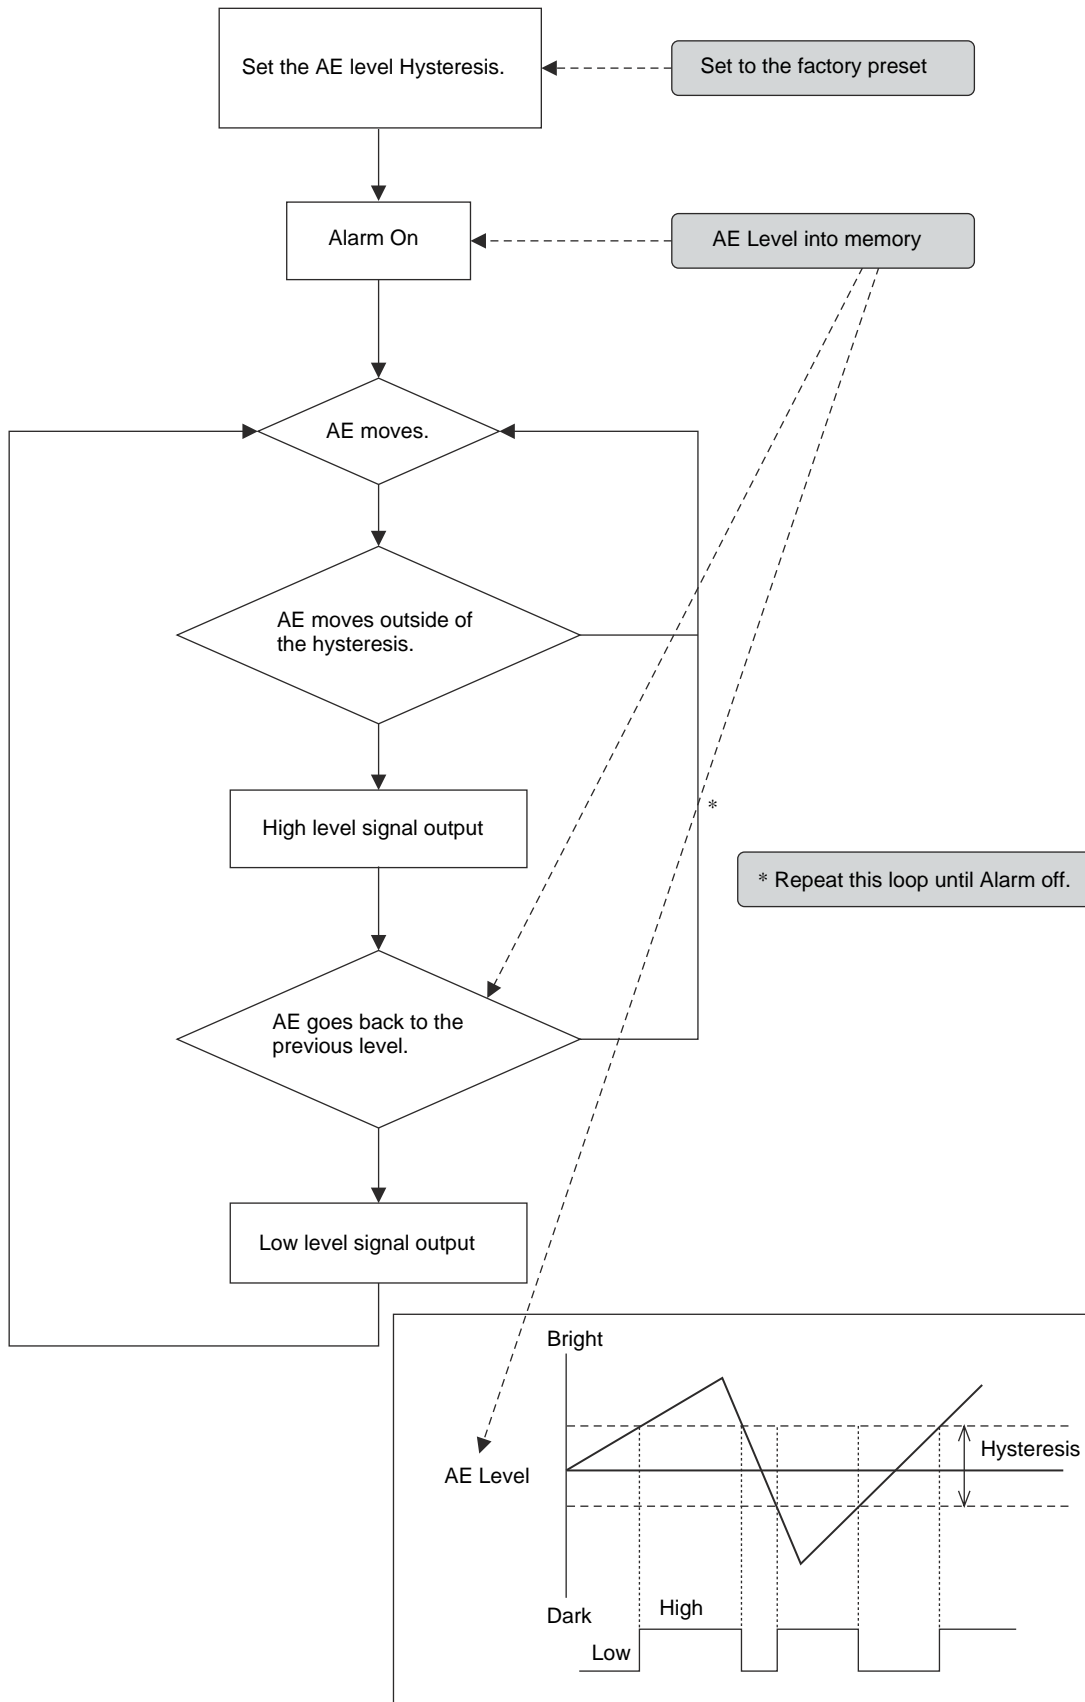 Set the AE level Hysteresis.
Set to the factory preset
Alarm On
AE Level into memory
AE moves.
AE moves outside of
the hysteresis.
High level signal output
*
* Repeat this loop until Alarm off.
AE goes back to the
previous level.
Low level signal output
Bright
Hysteresis
AE Level
Dark
High
Low